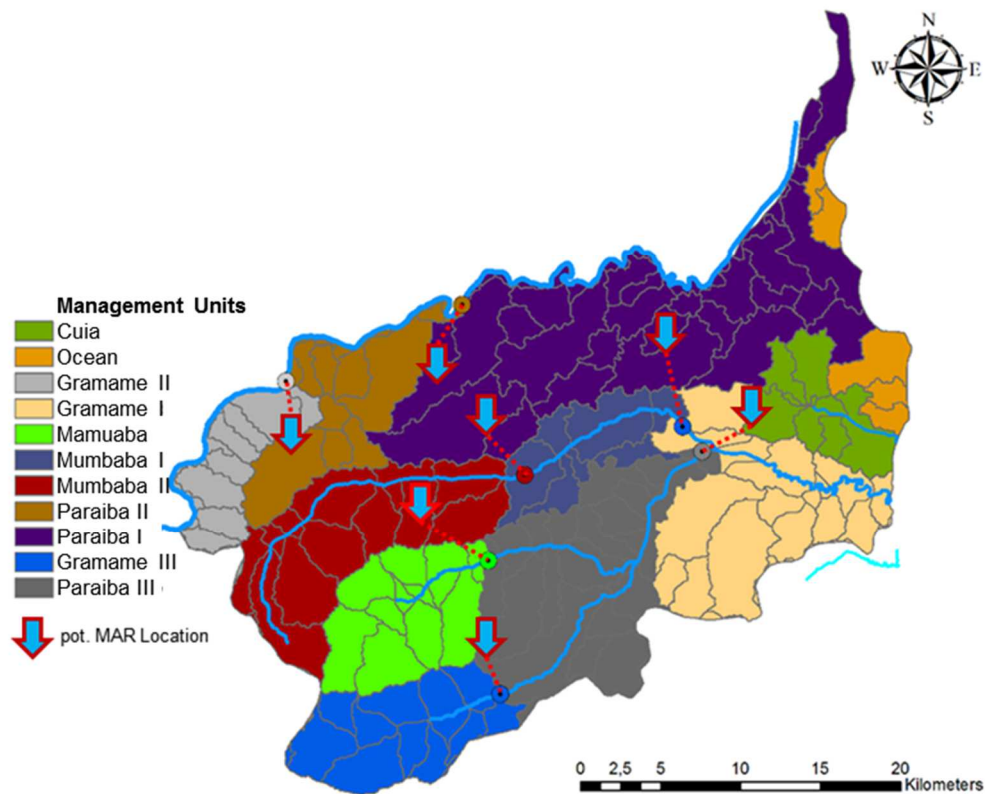 N
W E
S
Management Units
Cuia
Ocean
Gramame II
Gramame I
Mamuaba
Mumbaba I
Mumbaba II
Paraiba II
Paraiba I
Gramame III
Paraiba III
pot. MAR Location
0 2,5 5 10 15 20
Kilometers